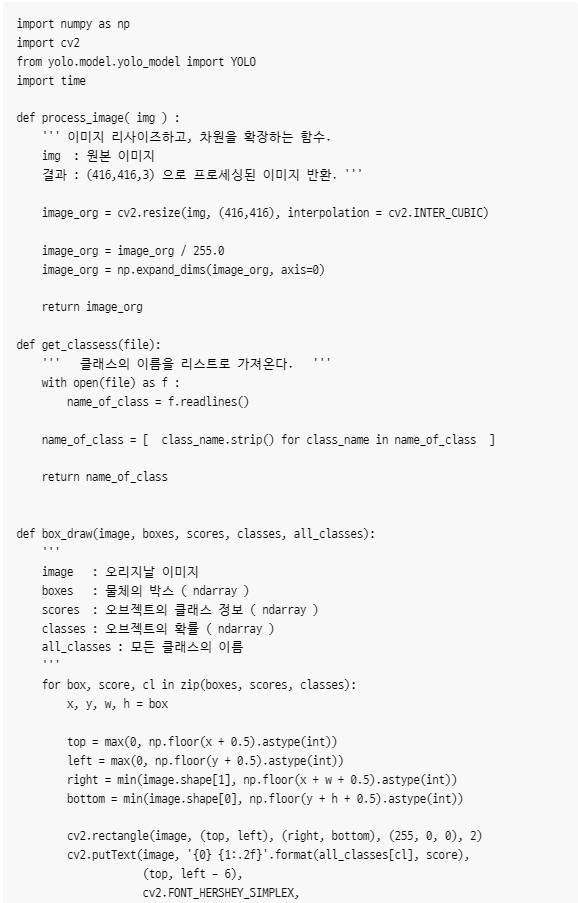 import numpy as np
import cv2
from yolo.model.yolo_model import YOLO
import time

def process_image( img ) :
    ''' 이미지 리사이즈하고, 차원을 확장하는 함수.
    img  : 원본 이미지
    결과 : (416,416,3) 으로 프로세싱된 이미지 반환. '''

    image_org = cv2.resize(img, (416,416), interpolation = cv2.INTER_CUBIC)

    image_org = image_org / 255.0
    image_org = np.expand_dims(image_org, axis=0)

    return image_org

def get_classess(file):
    '''   클래스의 이름을 리스트로 가져온다.   '''
    with open(file) as f :
        name_of_class = f.readlines()

    name_of_class = [  class_name.strip() for class_name in name_of_class  ]

    return name_of_class


def box_draw(image, boxes, scores, classes, all_classes):
    '''
    image   : 오리지날 이미지
    boxes   : 물체의 박스 ( ndarray )
    scores  : 오브젝트의 클래스 정보 ( ndarray )
    classes : 오브젝트의 확률 ( ndarray )
    all_classes : 모든 클래스의 이름
    '''
    for box, score, cl in zip(boxes, scores, classes):
        x, y, w, h = box

        top = max(0, np.floor(x + 0.5).astype(int))
        left = max(0, np.floor(y + 0.5).astype(int))
        right = min(image.shape[1], np.floor(x + w + 0.5).astype(int))
        bottom = min(image.shape[0], np.floor(y + h + 0.5).astype(int))

        cv2.rectangle(image, (top, left), (right, bottom), (255, 0, 0), 2)
        cv2.putText(image, '{0} {1:.2f}'.format(all_classes[cl], score),
                    (top, left - 6),
                    cv2.FONT_HERSHEY_SIMPLEX,